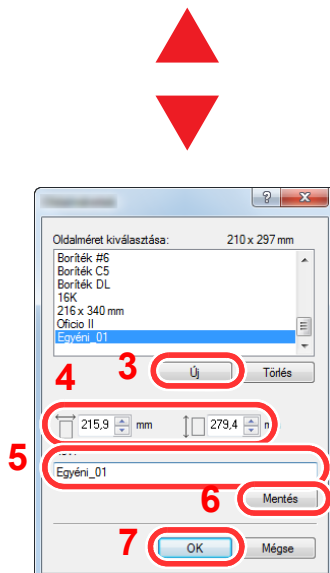 Oldalméret kiválasztása: 210 x 297 mm
Boríték #6
Boríték C5
Boríték DL
16K
216 x 340 mm
Oficio II
Egyéni_01
3 Új Törlés
4
215,9 mm 279,4
5
Egyéni_01
6 Mentés
7 OK Mégse